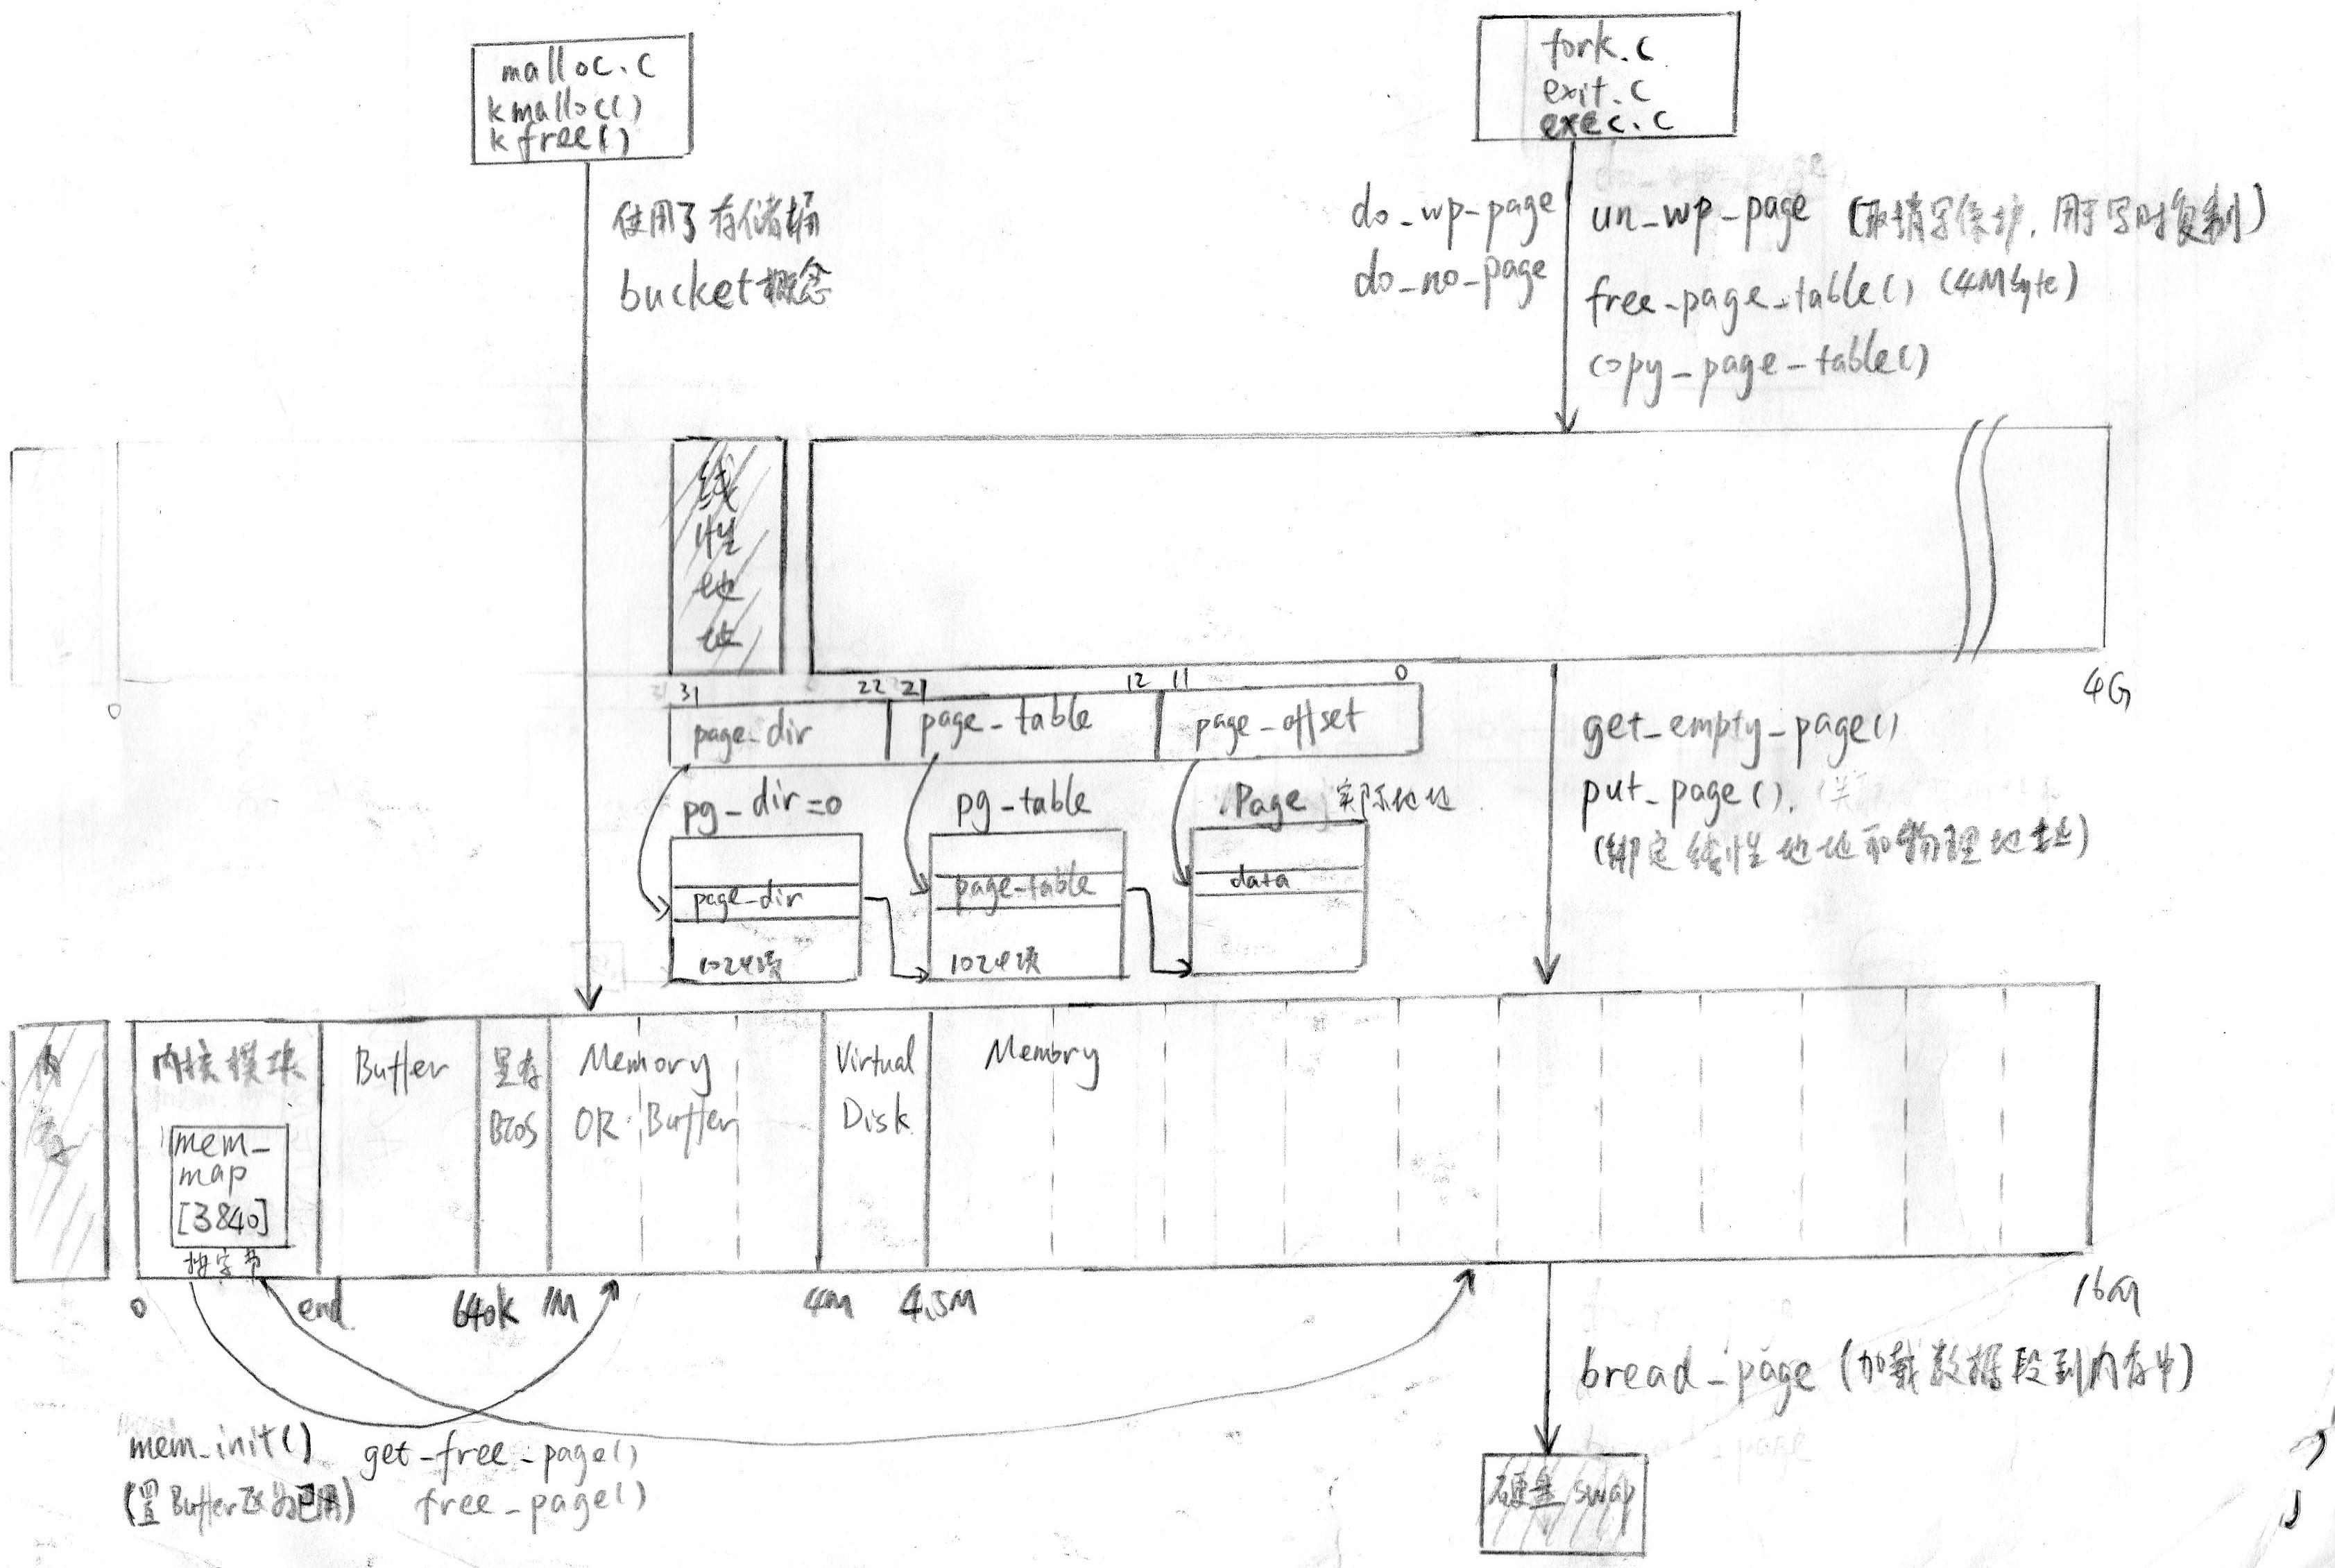 malloc.c
kmalloc()
kfree()
fork.c
exit.c
exec.c
使用了存储桶
bucket概念
do_wp_page
do_no_page
un_wp_page (取消写保护,用于写时复制)
free_page_table() (4Mbyte)
copy_page_table()
线
性
地
址
0
4G
31 31 22 21 12 11 0
page_dir page_table page_offset
pg_dir=0 pg_table Page 实际地址
page_dir page_table data
1024项 1024项
get_empty_page()
put_page().
(绑定线性地址和物理地址)
内
存
内核模块 Buffer 显存 Memory Virtual Memory
BIOS OR Buffer Disk
mem_
map
[3840]
按字节
0 end 640k 1M 4M 4.5M 16M
mem_init()
(置Buffer区为已用)
get_free_page()
free_page()
bread_page (加载数据段到内存中)
硬盘 swap